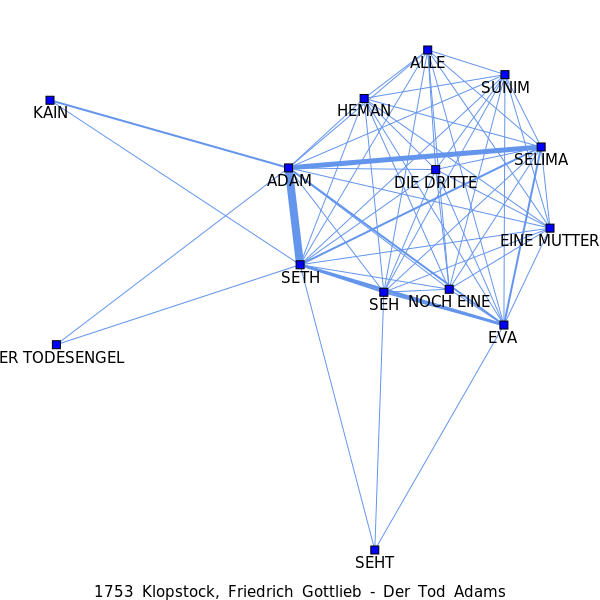 ALLE
SUNIM
HEMAN
KAIN
SELIMA
ADAM
DIE DRITTE
EINE MUTTER
SETH
SEH
NOCH EINE
EVA
ER TODESENGEL
SEHT
1753 Klopstock, Friedrich Gottlieb - Der Tod Adams